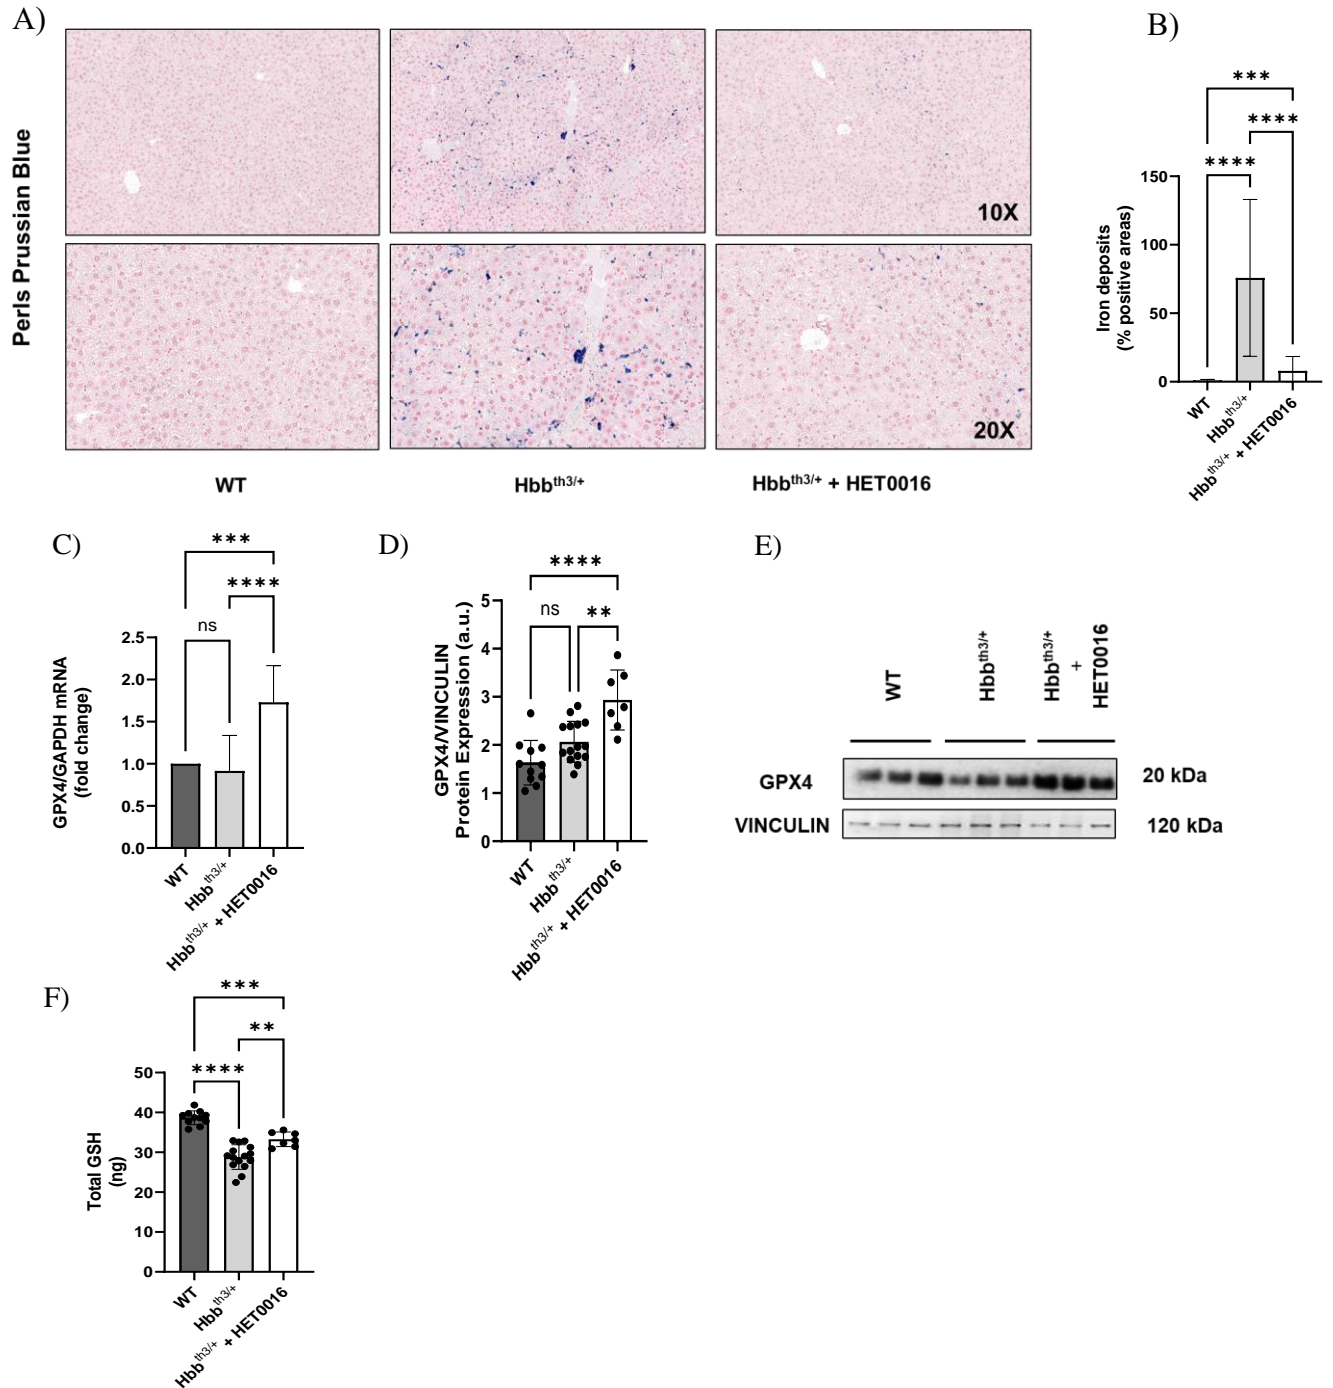 A)
B)
Perls Prussian Blue
10X
20X
WT
Hbbth3/+
Hbbth3/+ + HET0016
***
****
****
150
100
50
0
Iron deposits
(% positive areas)
WT
Hbbth3/+
Hbbth3/+ + HET0016
C)
***
****
ns
2.5
2.0
1.5
1.0
0.5
0.0
GPX4/GAPDH mRNA
(fold change)
WT
Hbbth3/+
Hbbth3/+ + HET0016
D)
****
ns
**
5
4
3
2
1
0
GPX4/VINCULIN
Protein Expression (a.u.)
WT
Hbbth3/+
Hbbth3/+ + HET0016
E)
WT
Hbbth3/+
Hbbth3/+
+
HET0016
GPX4
20 kDa
VINCULIN
120 kDa
F)
***
**
****
50
40
30
20
10
0
Total GSH
(ng)
WT
Hbbth3/+
Hbbth3/+ + HET0016